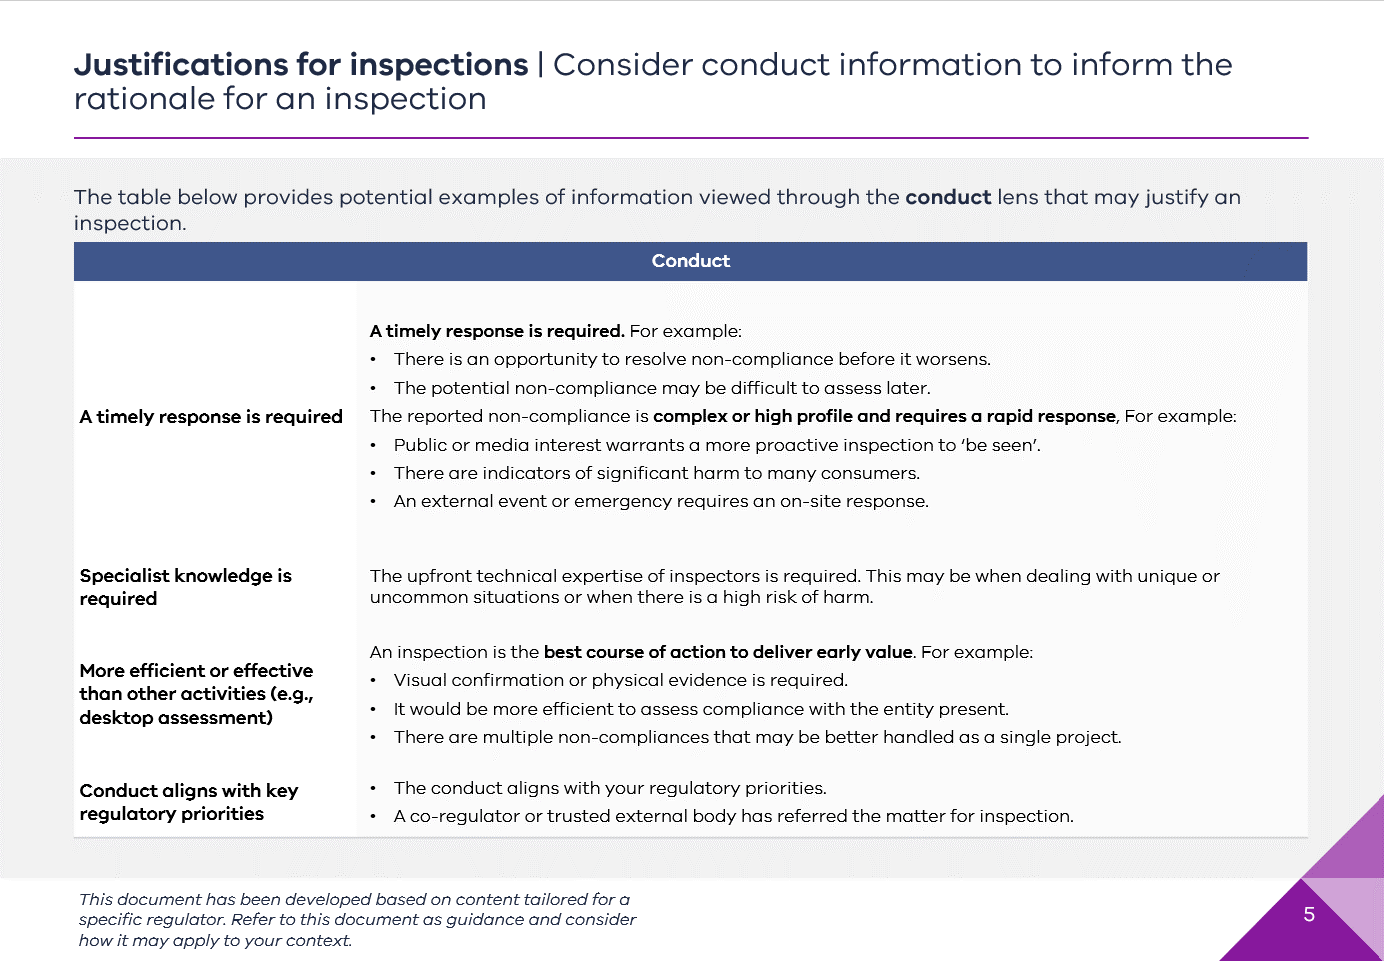 Justifications for inspections | Consider conduct information to inform the
rationale for an inspection
The table below provides potential examples of information viewed through the conduct lens that may justify an
inspection.
Conduct
A timely response is required
A timely response is required. For example:
• There is an opportunity to resolve non-compliance before it worsens.
• The potential non-compliance may be difficult to assess later.
The reported non-compliance is complex or high profile and requires a rapid response, For example:
• Public or media interest warrants a more proactive inspection to ‘be seen’.
• There are indicators of significant harm to many consumers.
• An external event or emergency requires an on-site response.
Specialist knowledge is
required
The upfront technical expertise of inspectors is required. This may be when dealing with unique or
uncommon situations or when there is a high risk of harm.
More efficient or effective
than other activities (e.g.,
desktop assessment)
An inspection is the best course of action to deliver early value. For example:
• Visual confirmation or physical evidence is required.
• It would be more efficient to assess compliance with the entity present.
• There are multiple non-compliances that may be better handled as a single project.
Conduct aligns with key
regulatory priorities
• The conduct aligns with your regulatory priorities.
• A co-regulator or trusted external body has referred the matter for inspection.
This document has been developed based on content tailored for a
specific regulator. Refer to this document as guidance and consider
how it may apply to your context.
5